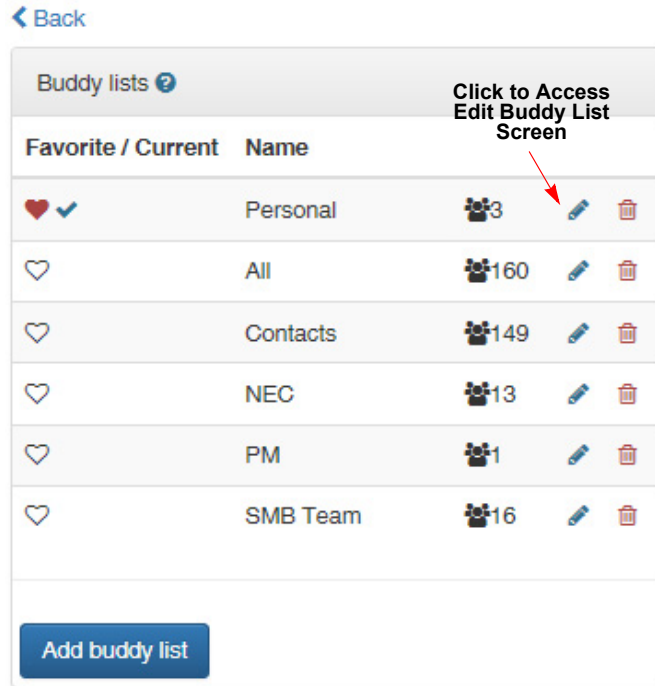 Back
Buddy lists
Click to Access
Edit Buddy List
Screen
Favorite / Current Name
Personal 3
All 160
Contacts 149
NEC 13
PM 1
SMB Team 16
Add buddy list